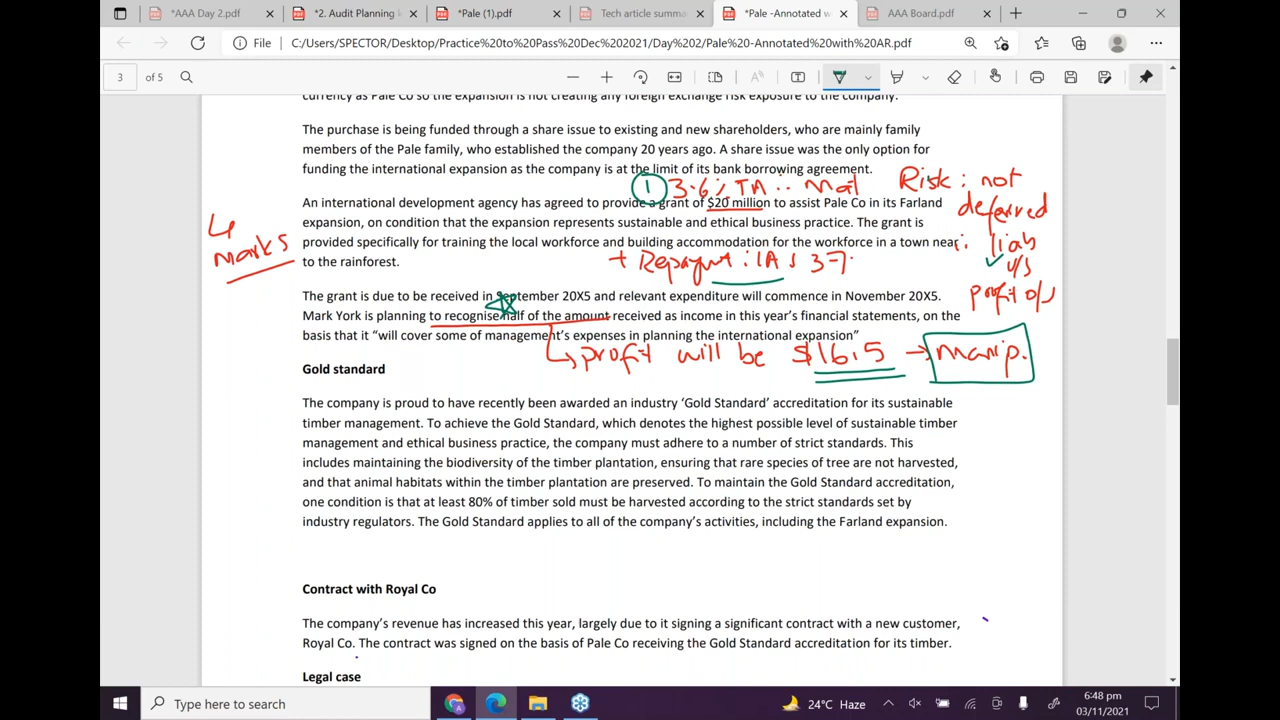 *AAA Day 2.pdf
*2. Audit Planning
*Pale (1).pdf
Tech article summa
*Pale -Annotated w
AAA Board.pdf
File
C:/Users/SPECTOR/Desktop/Practice%20to%20Pass%20Dec%202021/Day%202/Pale%20-Annotated%20with%20AR.pdf
3
of 5
currency as Pale Co so the expansion is not creating any foreign exchange risk exposure to the company.
The purchase is being funded through a share issue to existing and new shareholders, who are mainly family
members of the Pale family, who established the company 20 years ago. A share issue was the only option for
funding the international expansion as the company is at the limit of its bank borrowing agreement.
1 3.6% TA ∴ Mat
Risk: not
deferred
An international development agency has agreed to provide a grant of $20 million to assist Pale Co in its Farland
expansion, on condition that the expansion represents sustainable and ethical business practice. The grant is
provided specifically for training the local workforce and building accommodation for the workforce in a town near
to the rainforest.
4
marks
liab
u/s
profit o/s
+ Repayment: IAS 37
The grant is due to be received in September 20X5 and relevant expenditure will commence in November 20X5.
Mark York is planning to recognise half of the amount received as income in this year's financial statements, on the
basis that it "will cover some of management's expenses in planning the international expansion"
profit will be $16.5 → manip.
Gold standard
The company is proud to have recently been awarded an industry 'Gold Standard' accreditation for its sustainable
timber management. To achieve the Gold Standard, which denotes the highest possible level of sustainable timber
management and ethical business practice, the company must adhere to a number of strict standards. This
includes maintaining the biodiversity of the timber plantation, ensuring that rare species of tree are not harvested,
and that animal habitats within the timber plantation are preserved. To maintain the Gold Standard accreditation,
one condition is that at least 80% of timber sold must be harvested according to the strict standards set by
industry regulators. The Gold Standard applies to all of the company's activities, including the Farland expansion.
Contract with Royal Co
The company's revenue has increased this year, largely due to it signing a significant contract with a new customer,
Royal Co. The contract was signed on the basis of Pale Co receiving the Gold Standard accreditation for its timber.
Legal case
Type here to search
24°C Haze
6:48 pm
03/11/2021